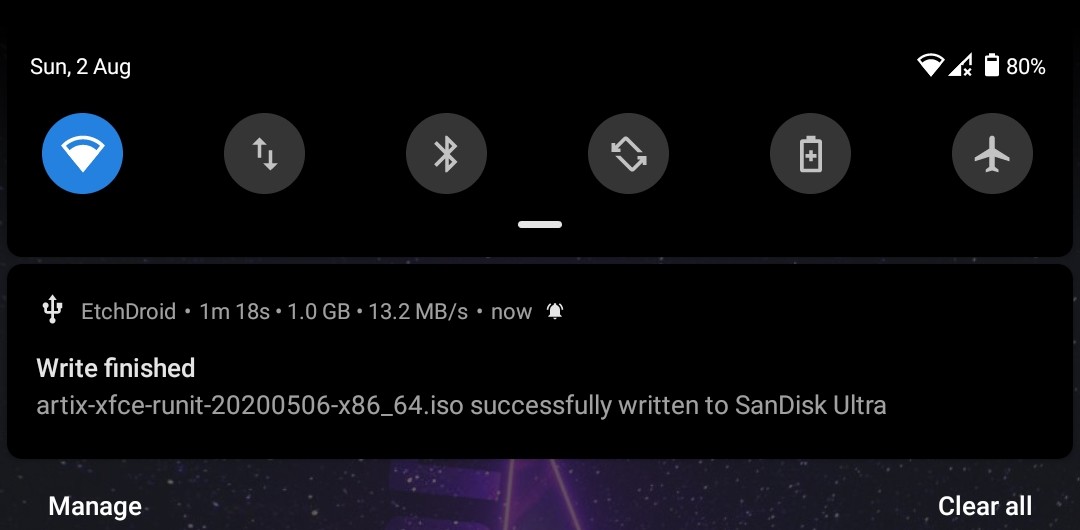 Sun, 2 Aug 80%
EtchDroid • 1m 18s • 1.0 GB • 13.2 MB/s • now
Write finished
artix-xfce-runit-20200506-x86_64.iso successfully written to SanDisk Ultra
Manage Clear all